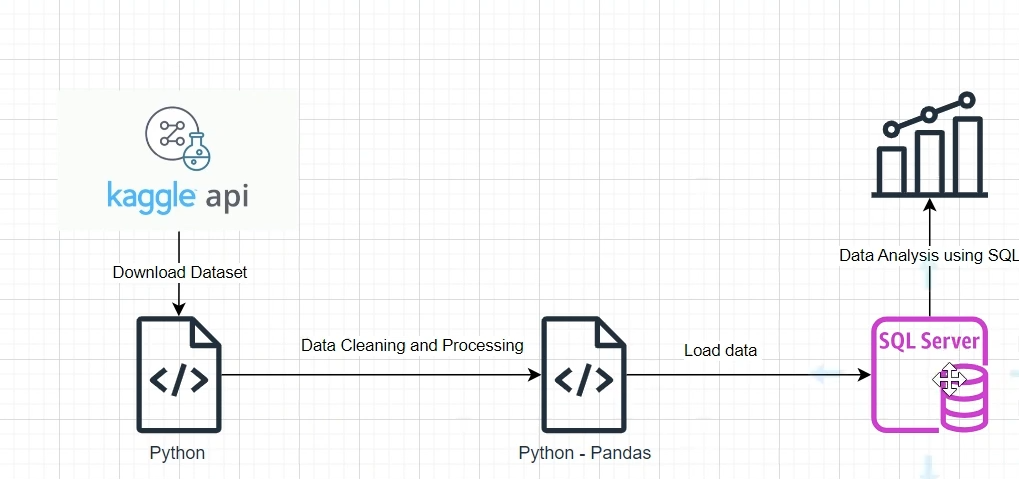 kaggle api
Download Dataset
Data Analysis using SQL
Data Cleaning and Processing
Load data
SQL Server
</>
</>
Python
Python - Pandas